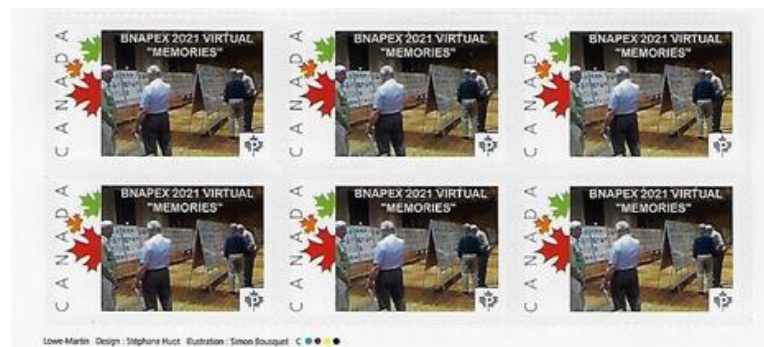 CANADA
BNAPEX 2021 VIRTUAL
"MEMORIES"
P
CANADA
BNAPEX 2021 VIRTUAL
"MEMORIES"
P
CANADA
BNAPEX 2021 VIRTUAL
"MEMORIES"
P
CANADA
BNAPEX 2021 VIRTUAL
"MEMORIES"
P
CANADA
BNAPEX 2021 VIRTUAL
"MEMORIES"
P
CANADA
BNAPEX 2021 VIRTUAL
"MEMORIES"
P
Lowe-Martin Design : Stéphane Huot Illustration : Simon Bousquet C